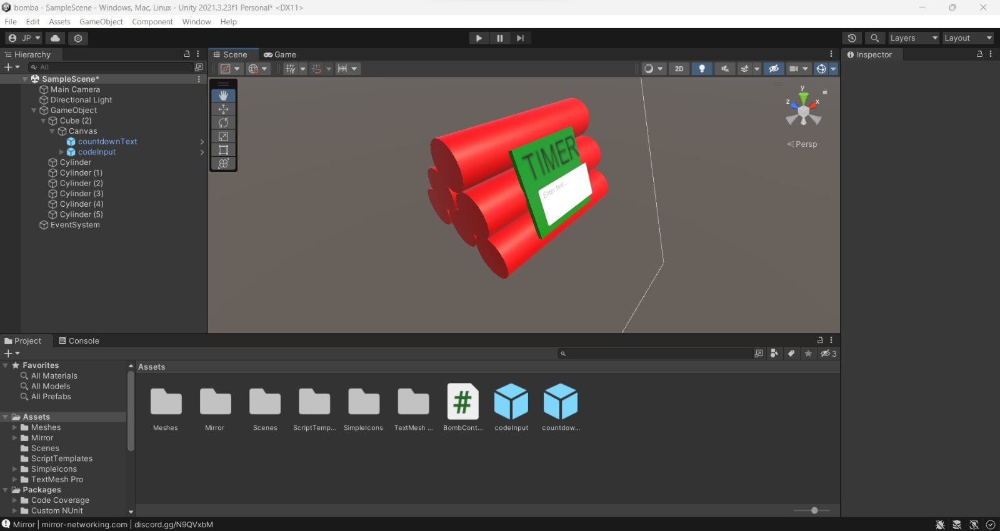 bomba - SampleScene - Windows, Mac, Linux - Unity 2021.3.23f1 Personal* <DX11>
File Edit Assets GameObject Component Window Help
JP
Layers
Layout
Hierarchy
All
SampleScene*
Main Camera
Directional Light
GameObject
Cube (2)
Canvas
countdownText
codeInput
Cylinder
Cylinder (1)
Cylinder (2)
Cylinder (3)
Cylinder (4)
Cylinder (5)
EventSystem
Scene
Game
2D
y
z
x
Persp
TIMER
Enter text...
Inspector
Project
Console
3
Favorites
All Materials
All Models
All Prefabs
Assets
Meshes
Mirror
Scenes
ScriptTemplates
SimpleIcons
TextMesh Pro
Packages
Code Coverage
Custom NUnit
Assets
Meshes
Mirror
Scenes
ScriptTemp...
SimpleIcons
TextMesh ...
BombCont...
codeInput
countdow...
Mirror | mirror-networking.com | discord.gg/N9QVxbM